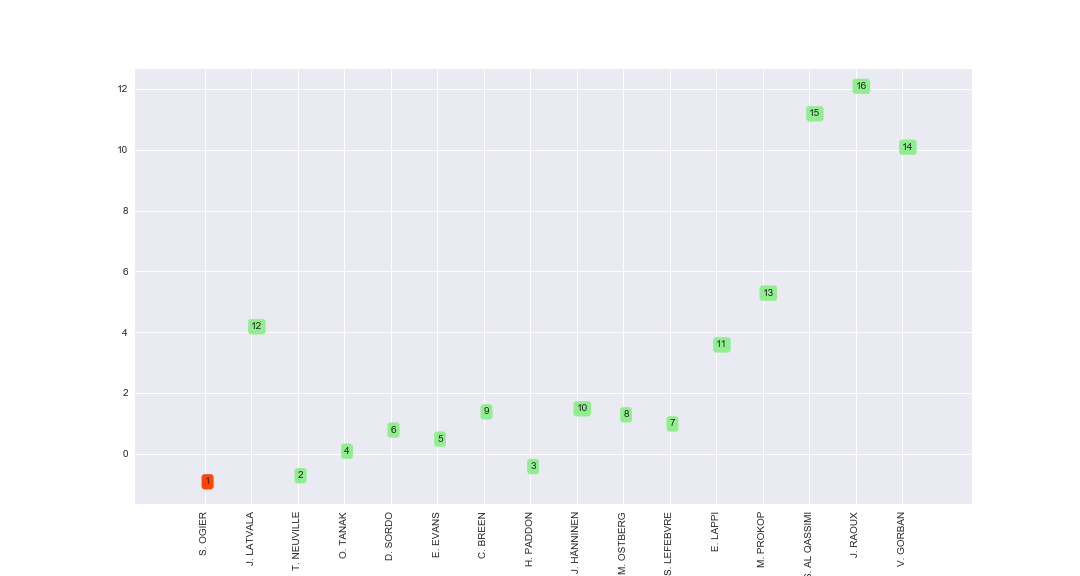 12
10
8
6
4
2
0
16
15
14
13
12
11
10
9
8
7
6
5
4
3
2
1
S. OGIER
J. LATVALA
T. NEUVILLE
O. TANAK
D. SORDO
E. EVANS
C. BREEN
H. PADDON
J. HANNINEN
M. OSTBERG
S. LEFEBVRE
E. LAPPI
M. PROKOP
AL QASSIMI
J. RAOUX
V. GORBAN